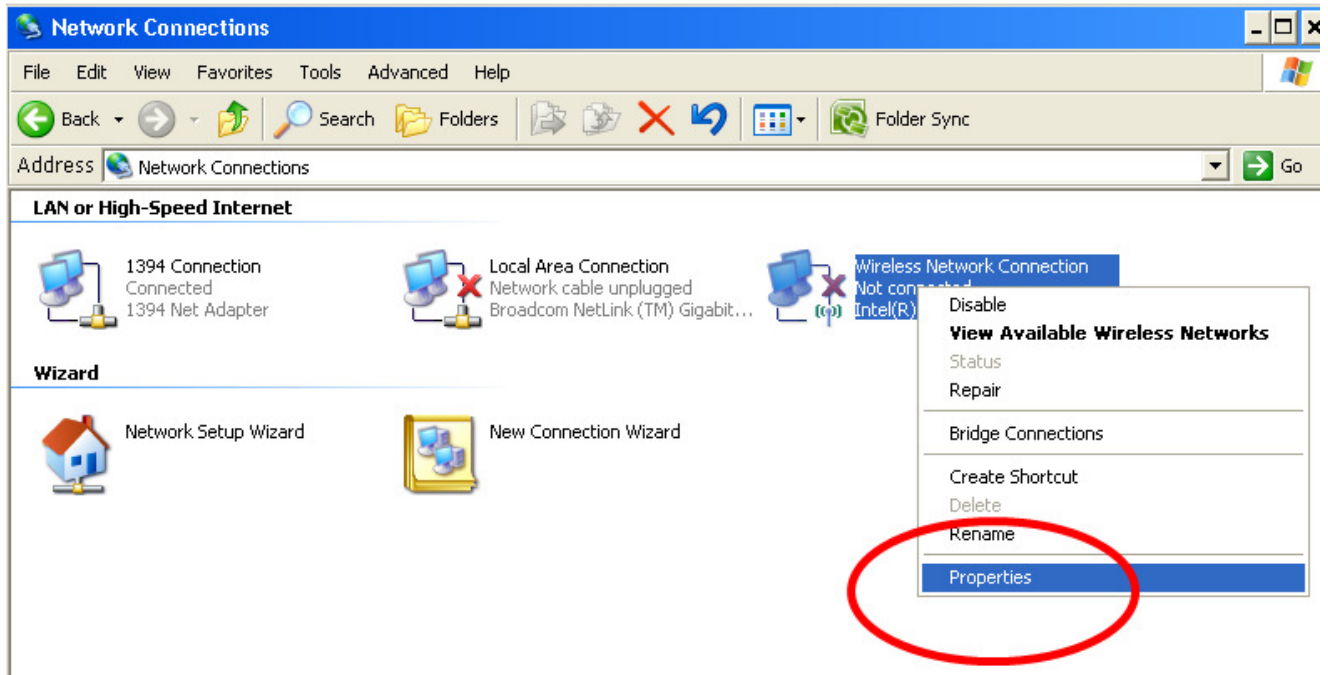 Network Connections
File Edit View Favorites Tools Advanced Help
Back Search Folders Folder Sync
Address Network Connections Go
LAN or High-Speed Internet
1394 Connection
Connected
1394 Net Adapter
Local Area Connection
Network cable unplugged
Broadcom NetLink (TM) Gigabit...
Wireless Network Connection
Not connected
Intel(R)
Disable
View Available Wireless Networks
Status
Repair
Bridge Connections
Create Shortcut
Delete
Rename
Properties
Wizard
Network Setup Wizard
New Connection Wizard